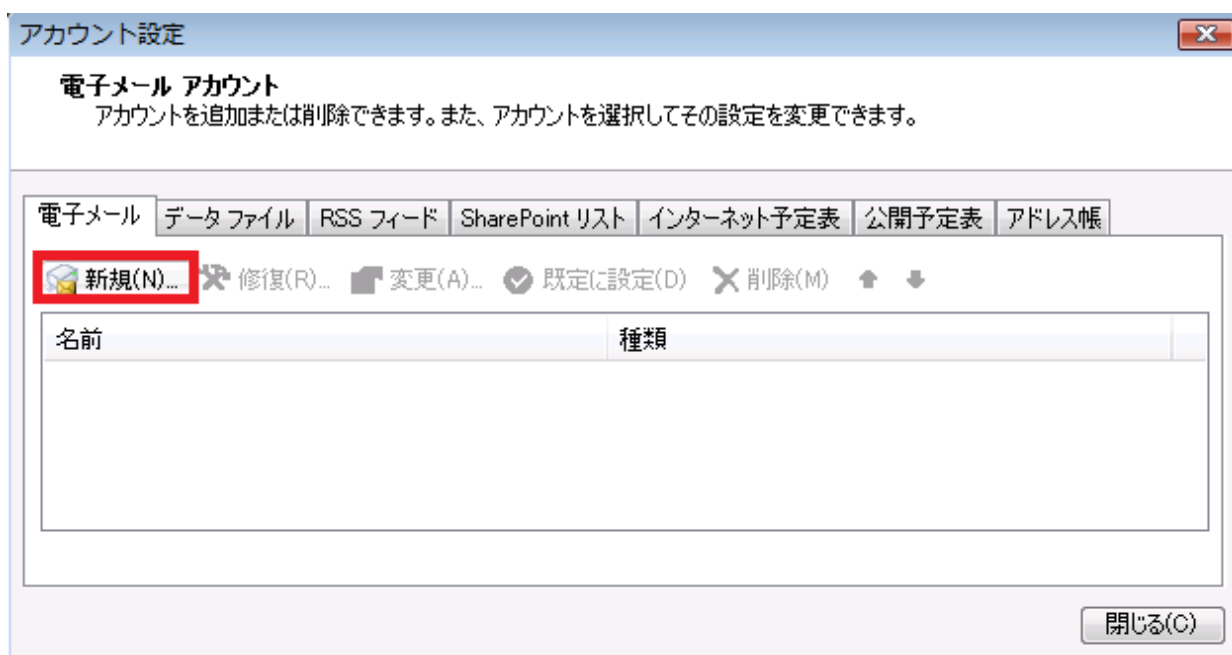 アカウント設定
電子メール アカウント
アカウントを追加または削除できます。また、アカウントを選択してその設定を変更できます。
電子メール データ ファイル RSS フィード SharePoint リスト インターネット予定表 公開予定表 アドレス帳
新規(N)... 修復(R)... 変更(A)... 既定に設定(D) 削除(M)
名前 種類
閉じる(C)